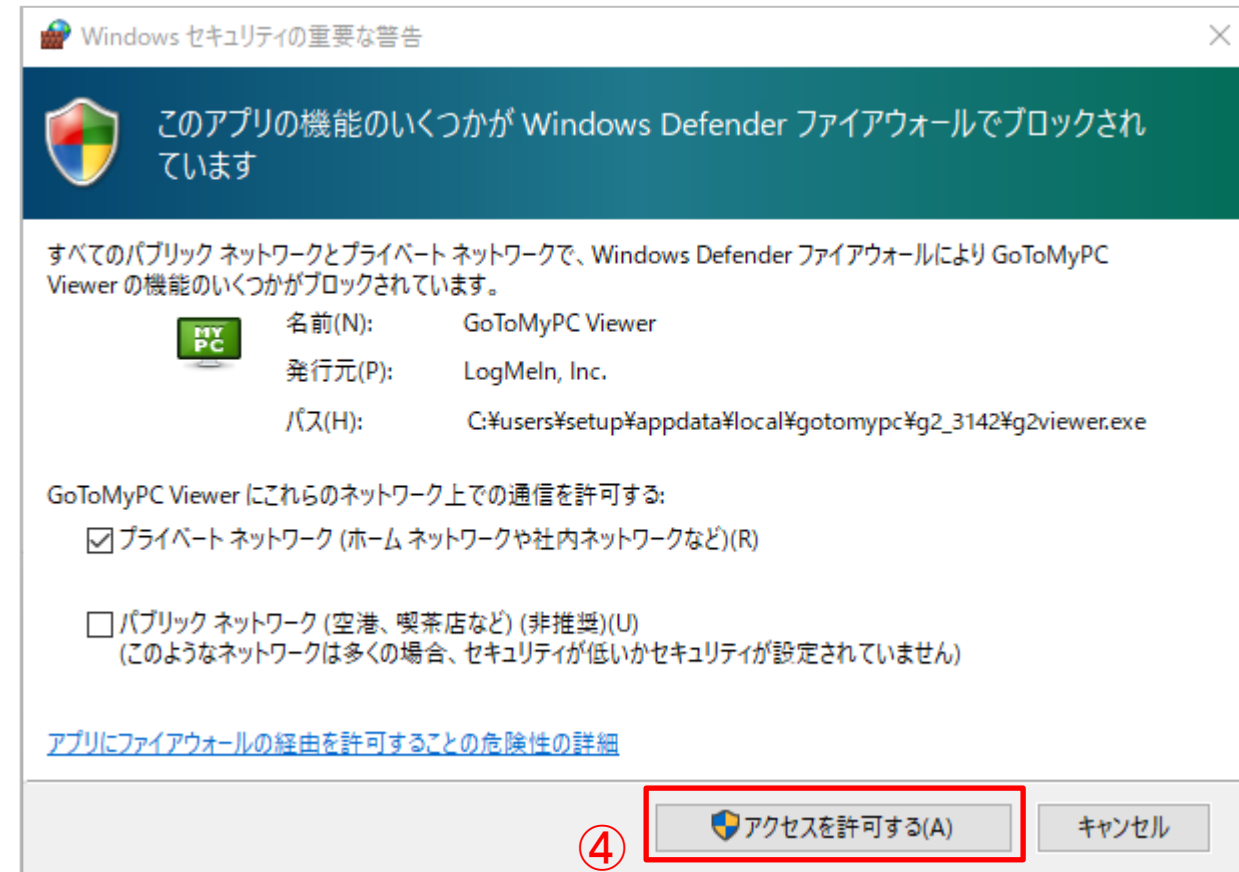 Windows セキュリティの重要な警告
このアプリの機能のいくつかが Windows Defender ファイアウォールでブロックされ
ています
すべてのパブリック ネットワークとプライベート ネットワークで、Windows Defender ファイアウォールにより GoToMyPC
Viewer の機能のいくつかがブロックされています。
MY
PC
名前(N): GoToMyPC Viewer
発行元(P): LogMeIn, Inc.
パス(H): C:¥users¥setup¥appdata¥local¥gotomypc¥g2_3142¥g2viewer.exe
GoToMyPC Viewer にこれらのネットワーク上での通信を許可する:
プライベート ネットワーク (ホーム ネットワークや社内ネットワークなど)(R)
パブリック ネットワーク (空港、喫茶店など) (非推奨)(U)
(このようなネットワークは多くの場合、セキュリティが低いかセキュリティが設定されていません)
アプリにファイアウォールの経由を許可することの危険性の詳細
④ アクセスを許可する(A) キャンセル